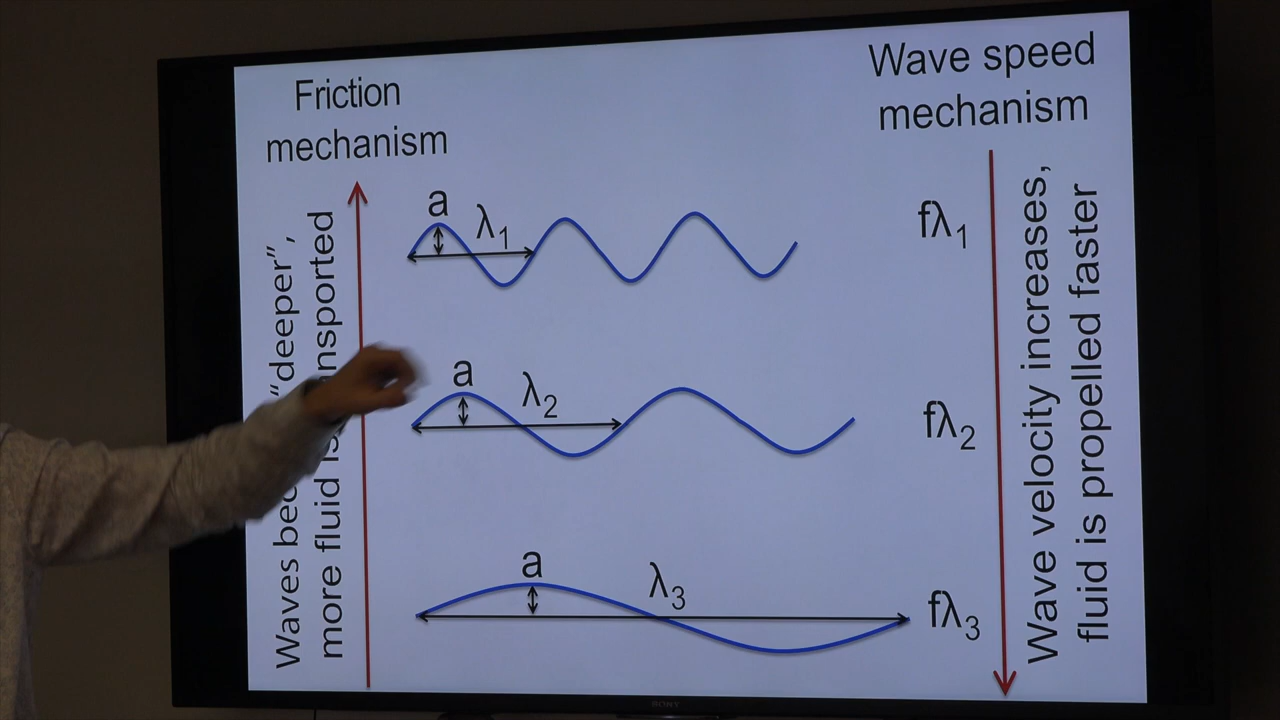 Friction
mechanism
Wave speed
mechanism
Waves "deeper",
more fluid
a
λ1
fλ1
a
λ2
fλ2
a
λ3
fλ3
Wave velocity increases,
fluid is propelled faster
SONY